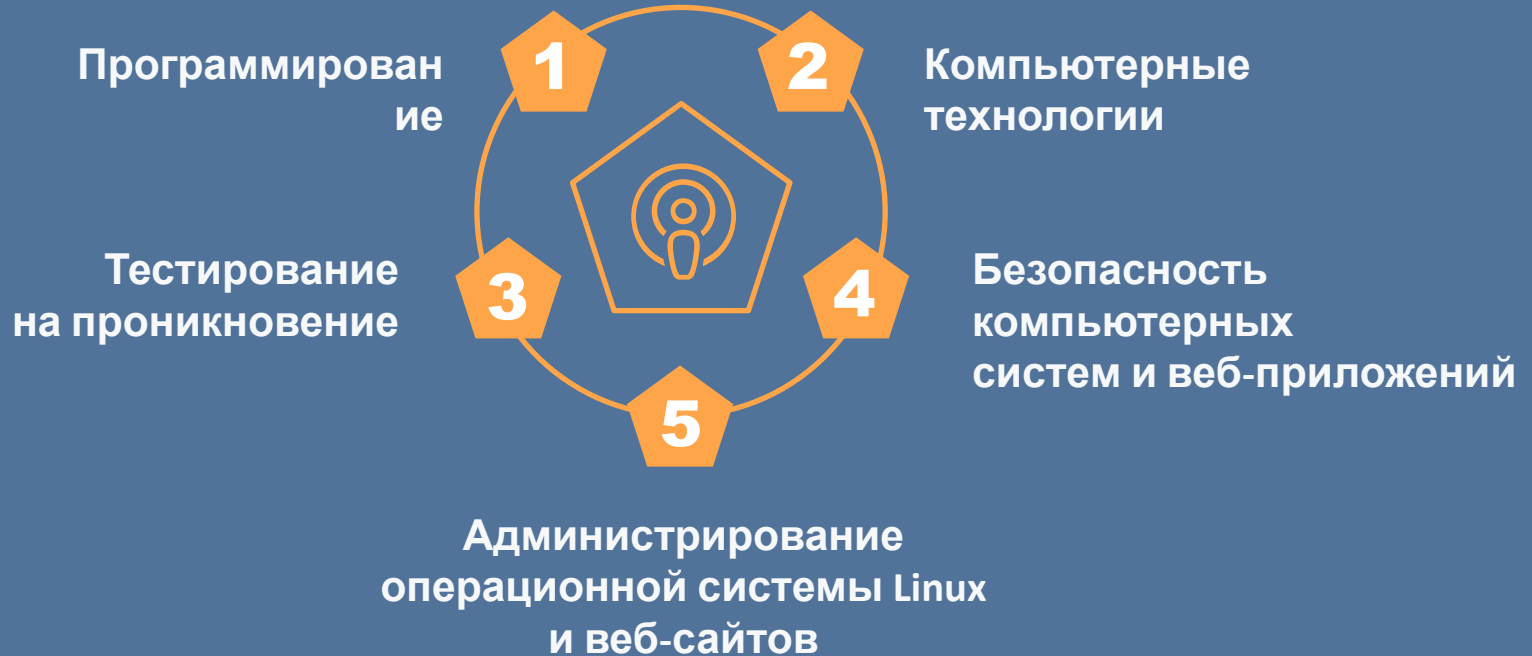 1
Программирован
ие
2
Компьютерные
технологии
3
Тестирование
на проникновение
4
Безопасность
компьютерных
систем и веб-приложений
5
Администрирование
операционной системы Linux
и веб-сайтов